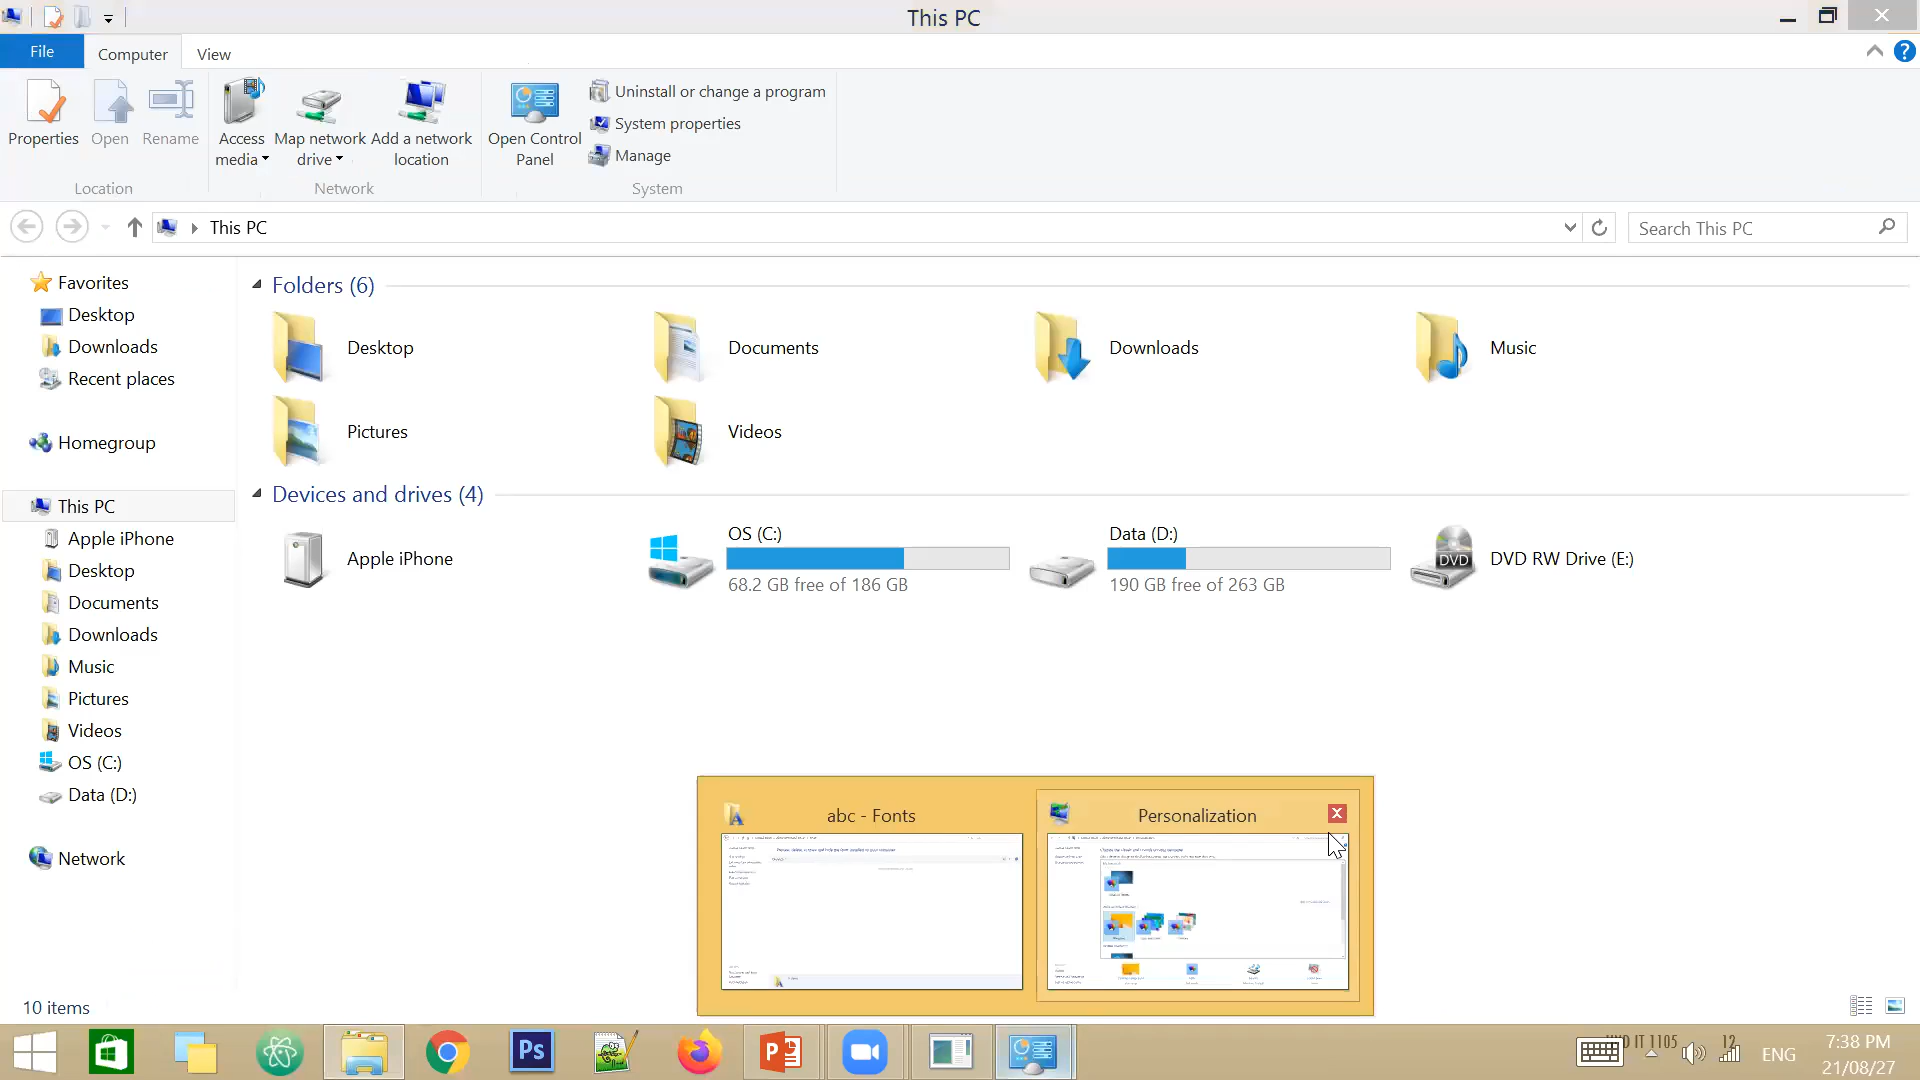 This PC
File
Computer
View
Properties
Open
Rename
Access media
Map network drive
Add a network location
Open Control Panel
Uninstall or change a program
System properties
Manage
Location
Network
System
This PC
Search This PC
Favorites
Desktop
Downloads
Recent places
Homegroup
This PC
Apple iPhone
Desktop
Documents
Downloads
Music
Pictures
Videos
OS (C:)
Data (D:)
Network
Folders (6)
Desktop
Documents
Downloads
Music
Pictures
Videos
Devices and drives (4)
Apple iPhone
OS (C:)
68.2 GB free of 186 GB
Data (D:)
190 GB free of 263 GB
DVD
DVD RW Drive (E:)
abc - Fonts
Personalization
10 items
Ps
IT 1105
12
ENG
7:38 PM
21/08/27